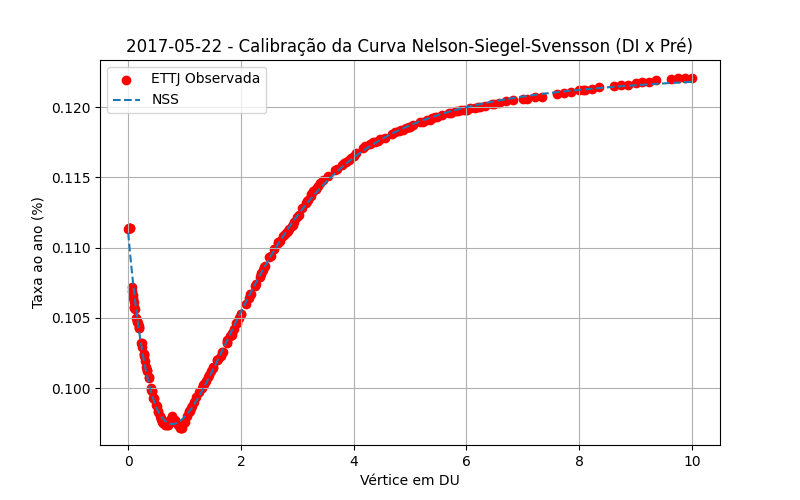 2017-05-22 - Calibração da Curva Nelson-Siegel-Svensson (DI x Pré)
ETTJ Observada
NSS
Taxa ao ano (%)
0.120
0.115
0.110
0.105
0.100
0 2 4 6 8 10
Vértice em DU